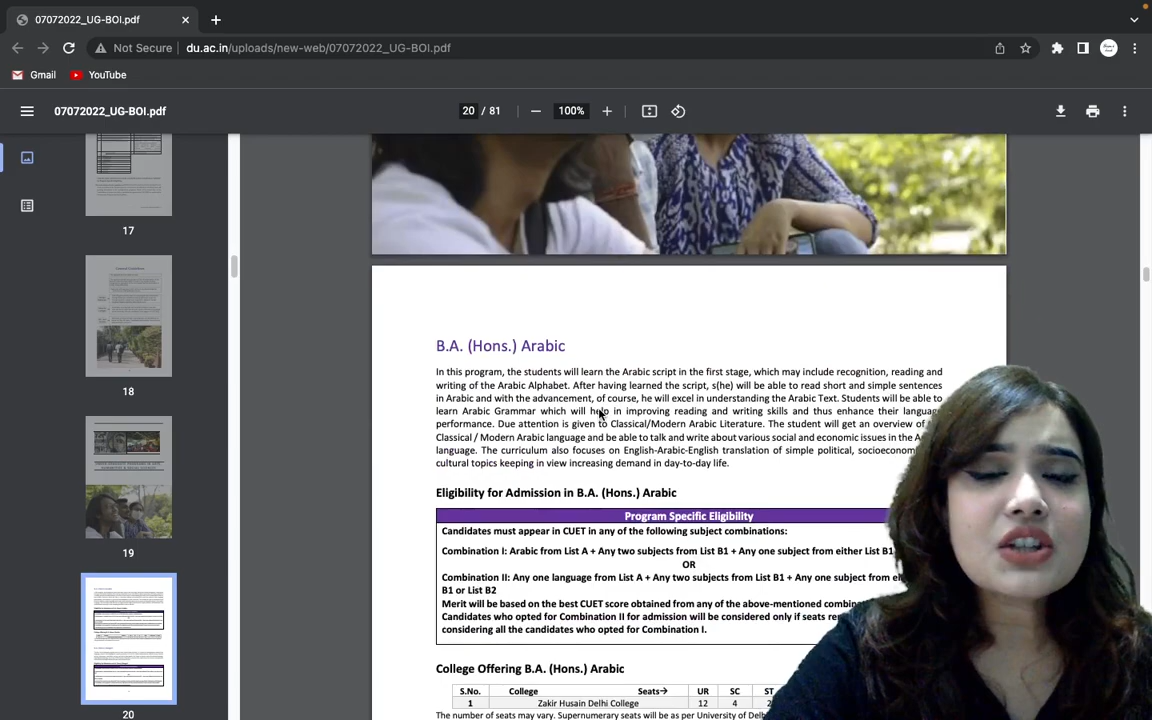 07072022_UG-BOI.pdf
Not Secure
du.ac.in/uploads/new-web/07072022_UG-BOI.pdf
Gmail
YouTube
07072022_UG-BOI.pdf
20 / 81
100%
17
18
19
20
B.A. (Hons.) Arabic
In this program, the students will learn the Arabic script in the first stage, which may include recognition, reading and
writing of the Arabic Alphabet. After having learned the script, s(he) will be able to read short and simple sentences
in Arabic and with the advancement, of course, he will excel in understanding the Arabic Text. Students will be able to
learn Arabic Grammar which will help in improving reading and writing skills and thus enhance their language
performance. Due attention is given to Classical/Modern Arabic Literature. The student will get an overview of
Classical / Modern Arabic language and be able to talk and write about various social and economic issues in the
language. The curriculum also focuses on English-Arabic-English translation of simple political,
cultural topics keeping in view increasing demand in day-to-day life.
Eligibility for Admission in B.A. (Hons.) Arabic
Program Specific Eligibility
Candidates must appear in CUET in any of the following subject combinations:
Combination I: Arabic from List A + Any two subjects from List B1 + Any one subject from either List B1
OR
Combination II: Any one language from List A + Any two subjects from List B1 + Any one subject from
B1 or List B2
Merit will be based on the best CUET score obtained from any of the above-mentioned
Candidates who opted for Combination II for admission will be considered only if seats
considering all the candidates who opted for Combination I.
College Offering B.A. (Hons.) Arabic
S.No. College Seats→ UR SC ST
1 Zakir Husain Delhi College 12 4 2
The number of seats may vary. Supernumerary seats will be as per University of